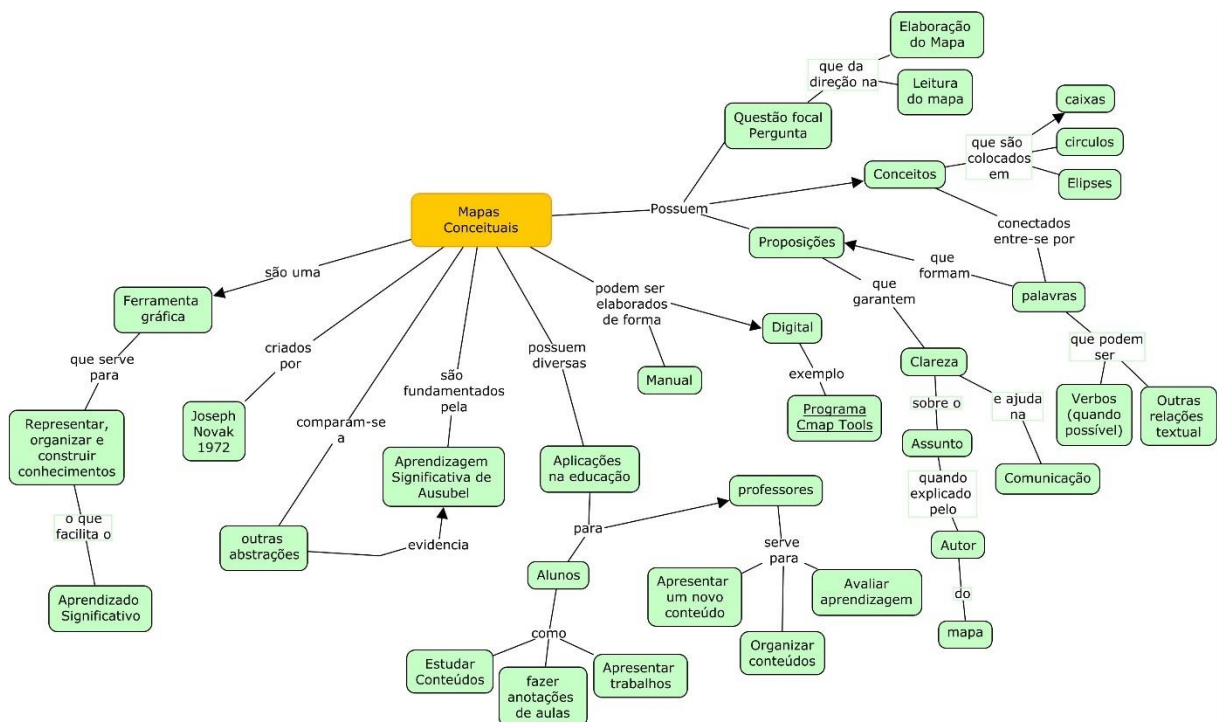 Elaboração
do Mapa
que da
direção na
Leitura
do mapa
Questão focal
Pergunta
caixas
que são
colocados
em
circulos
Elipses
Conceitos
Mapas
Conceituais
Possuem
conectados
entre-se por
Proposições
que
formam
palavras
são uma
que
garantem
Ferramenta
gráfica
podem ser
elaborados
de forma
Digital
que podem
ser
criados
por
possuem
diversas
que serve
para
Manual
exemplo
Clareza
são
fundamentados
pela
Verbos
(quando
possível)
Outras
relações
textual
Joseph
Novak
1972
comparam-se
a
Programa
Cmap Tools
sobre o
e ajuda
na
Representar,
organizar e
construir
conhecimentos
Assunto
Aprendizagem
Significativa de
Ausubel
Aplicações
na educação
Comunicação
professores
quando
explicado
pelo
o que
facilita o
outras
abstrações
evidencia
para
serve
para
Autor
Alunos
Apresentar
um novo
conteúdo
Avaliar
aprendizagem
Aprendizado
Significativo
do
como
Organizar
conteúdos
mapa
Estudar
Conteúdos
fazer
anotações
de aulas
Apresentar
trabalhos